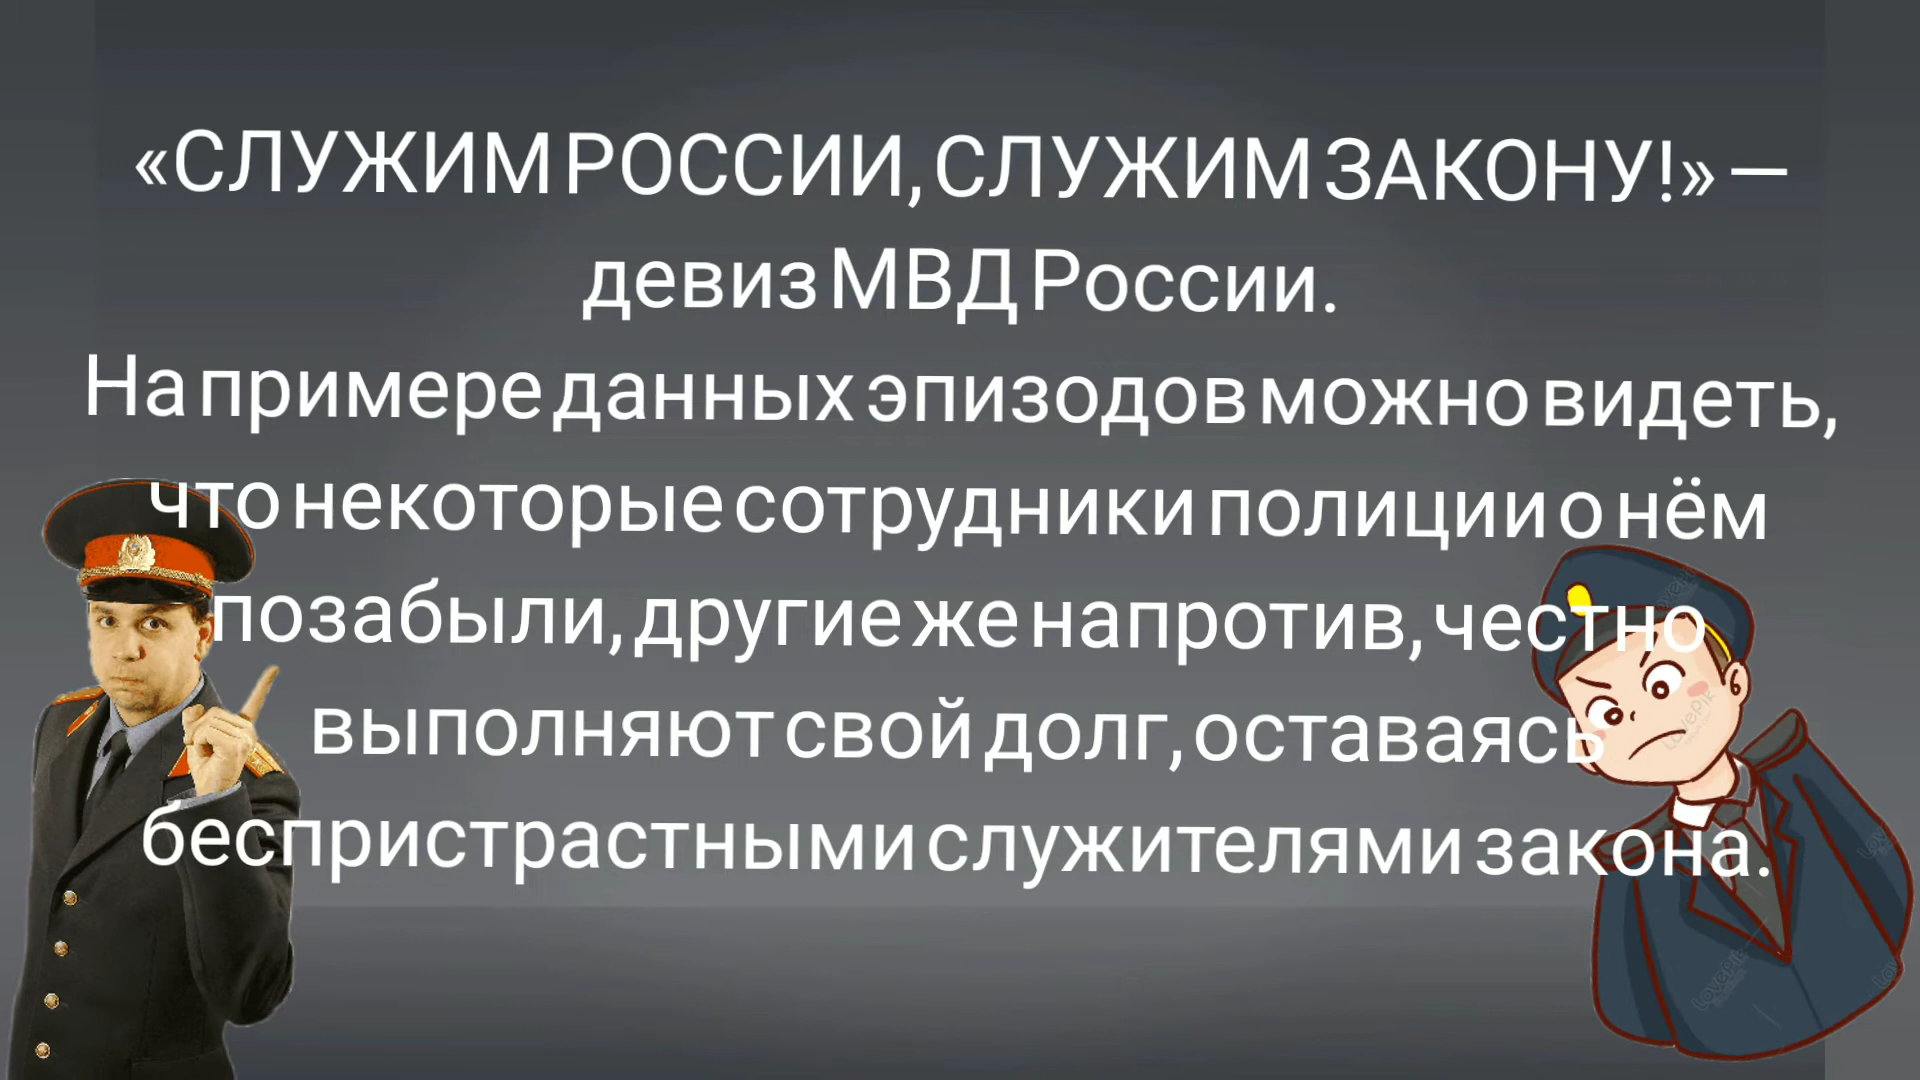 «СЛУЖИМ РОССИИ, СЛУЖИМ ЗАКОНУ!» —
девиз МВД России.
На примере данных эпизодов можно видеть,
что некоторые сотрудники полиции о нём
позабыли, другие же напротив, честно
выполняют свой долг, оставаясь
беспристрастными служителями закона.